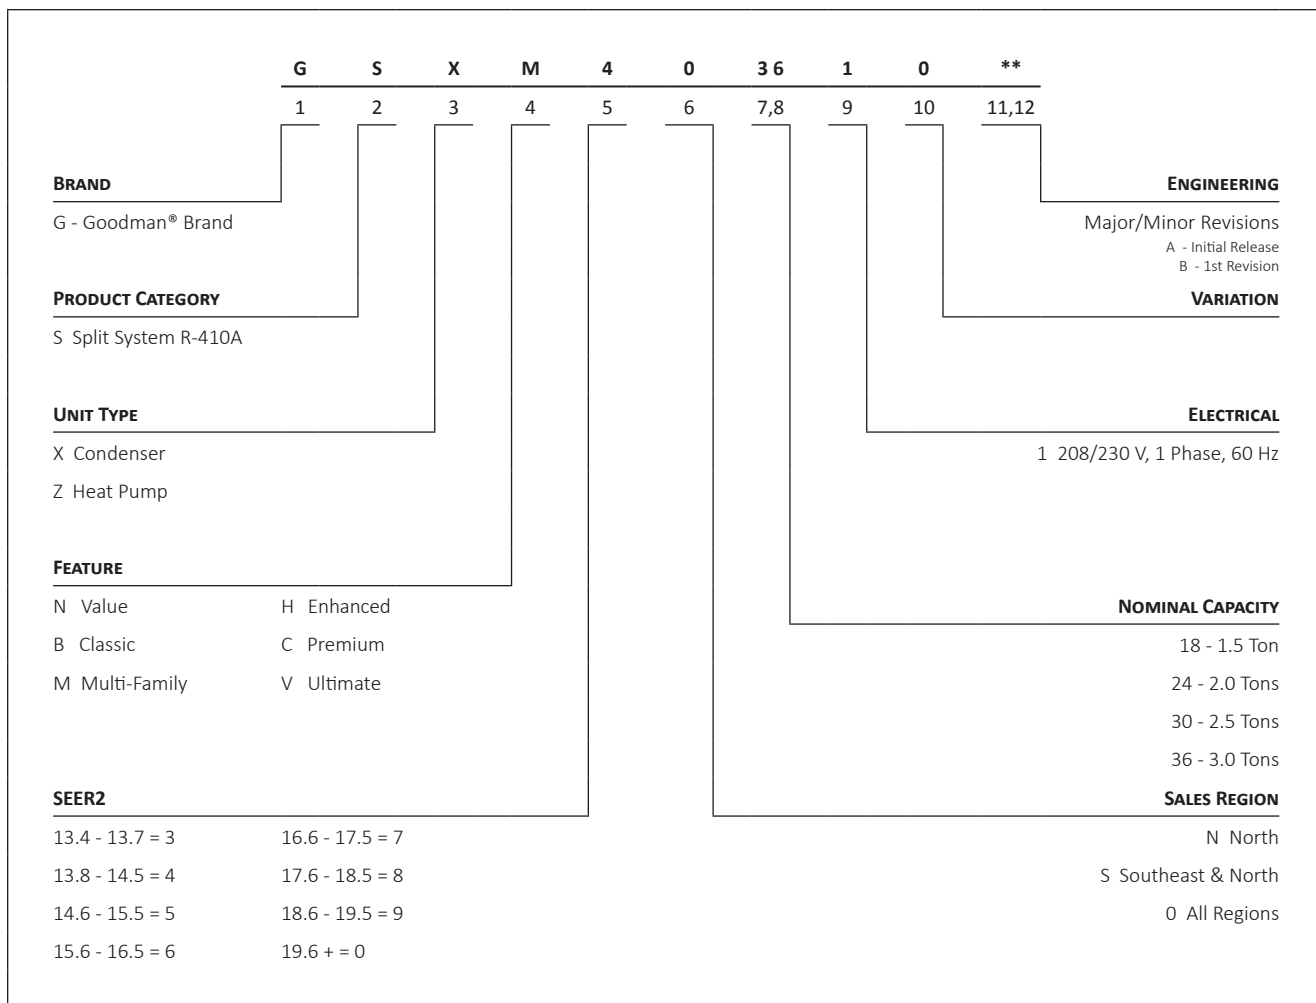 G S X M 4 0 3 6 1 0 **
1 2 3 4 5 6 7,8 9 10 11,12
BRAND
G - Goodman® Brand
ENGINEERING
Major/Minor Revisions
A - Initial Release
B - 1st Revision
PRODUCT CATEGORY
S Split System R-410A
VARIATION
UNIT TYPE
X Condenser
Z Heat Pump
ELECTRICAL
1 208/230 V, 1 Phase, 60 Hz
FEATURE
N Value H Enhanced
B Classic C Premium
M Multi-Family V Ultimate
NOMINAL CAPACITY
18 - 1.5 Ton
24 - 2.0 Tons
30 - 2.5 Tons
36 - 3.0 Tons
SEER2
13.4 - 13.7 = 3 16.6 - 17.5 = 7
13.8 - 14.5 = 4 17.6 - 18.5 = 8
14.6 - 15.5 = 5 18.6 - 19.5 = 9
15.6 - 16.5 = 6 19.6 + = 0
SALES REGION
N North
S Southeast & North
0 All Regions